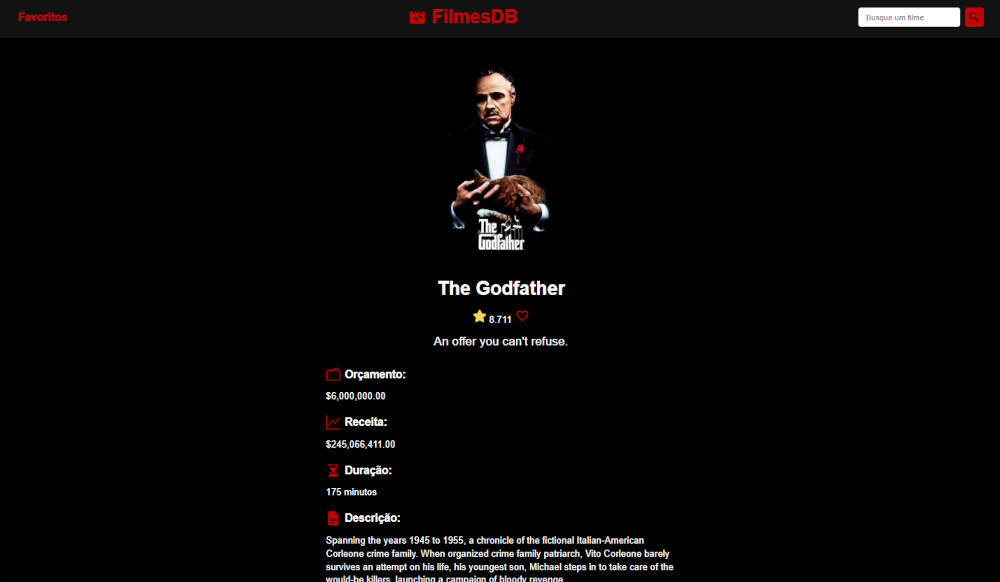 Favoritos
FilmesDB
Busque um filme
The
Godfather
The Godfather
8.711
An offer you can't refuse.
Orçamento:
$6,000,000.00
Receita:
$245,066,411.00
Duração:
175 minutos
Descrição:
Spanning the years 1945 to 1955, a chronicle of the fictional Italian-American
Corleone crime family. When organized crime family patriarch, Vito Corleone barely
survives an attempt on his life, his youngest son, Michael steps in to take care of the
would-be killers, launching a campaign of bloody revenge